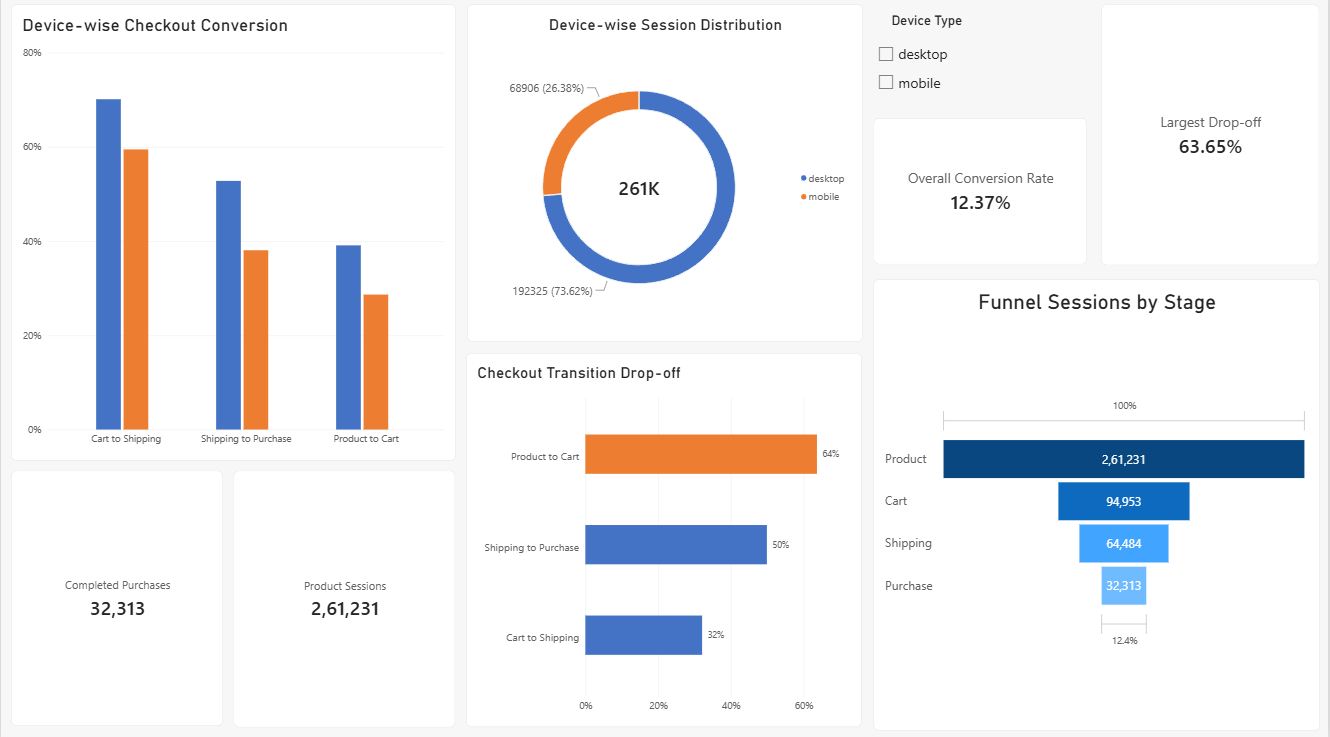 Device-wise Checkout Conversion
80%
60%
40%
20%
0%
Cart to Shipping
Shipping to Purchase
Product to Cart
Device-wise Session Distribution
68906 (26.38%)
261K
192325 (73.62%)
desktop
mobile
Device Type
desktop
mobile
Overall Conversion Rate
12.37%
Largest Drop-off
63.65%
Completed Purchases
32,313
Product Sessions
2,61,231
Checkout Transition Drop-off
Product to Cart
64%
Shipping to Purchase
50%
Cart to Shipping
32%
0%
20%
40%
60%
Funnel Sessions by Stage
100%
Product
2,61,231
Cart
94,953
Shipping
64,484
Purchase
32,313
12.4%